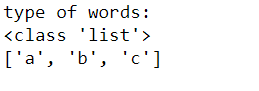 type of words:
<class 'list'>
['a', 'b', 'c']